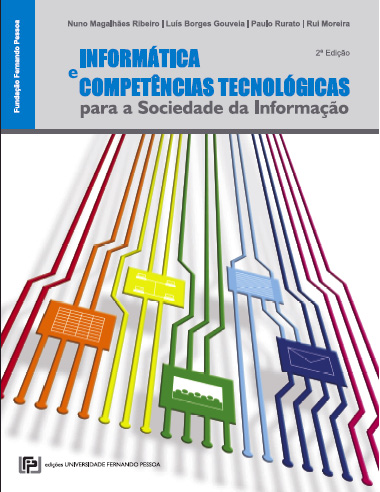 Nuno Magalhães Ribeiro | Luís Borges Gouveia | Paulo Rurato | Rui Moreira
Fundação Fernando Pessoa
INFORMÁTICA
2ª Edição
e COMPETÊNCIAS TECNOLÓGICAS
para a Sociedade da Informação
FP
edições UNIVERSIDADE FERNANDO PESSOA